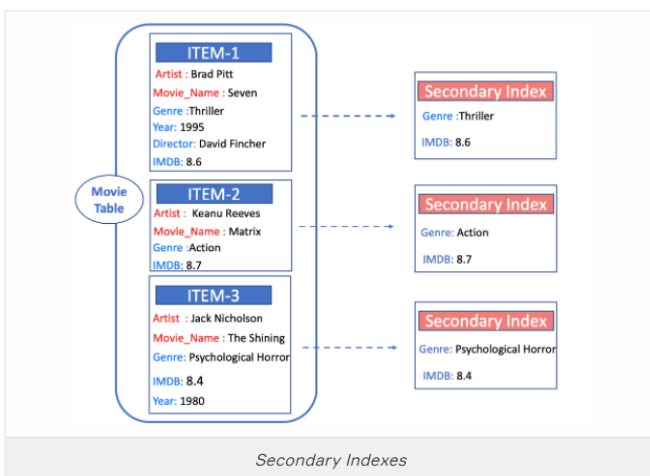 ITEM-1
Artist : Brad Pitt
Movie_Name : Seven
Genre :Thriller
Year: 1995
Director: David Fincher
IMDB: 8.6
Secondary Index
Genre :Thriller
IMDB: 8.6
Movie
Table
ITEM-2
Artist : Keanu Reeves
Movie_Name : Matrix
Genre :Action
IMDB: 8.7
Secondary Index
Genre: Action
IMDB: 8.7
ITEM-3
Artist : Jack Nicholson
Movie_Name : The Shining
Genre: Psychological Horror
IMDB: 8.4
Year: 1980
Secondary Index
Genre: Psychological Horror
IMDB: 8.4
Secondary Indexes